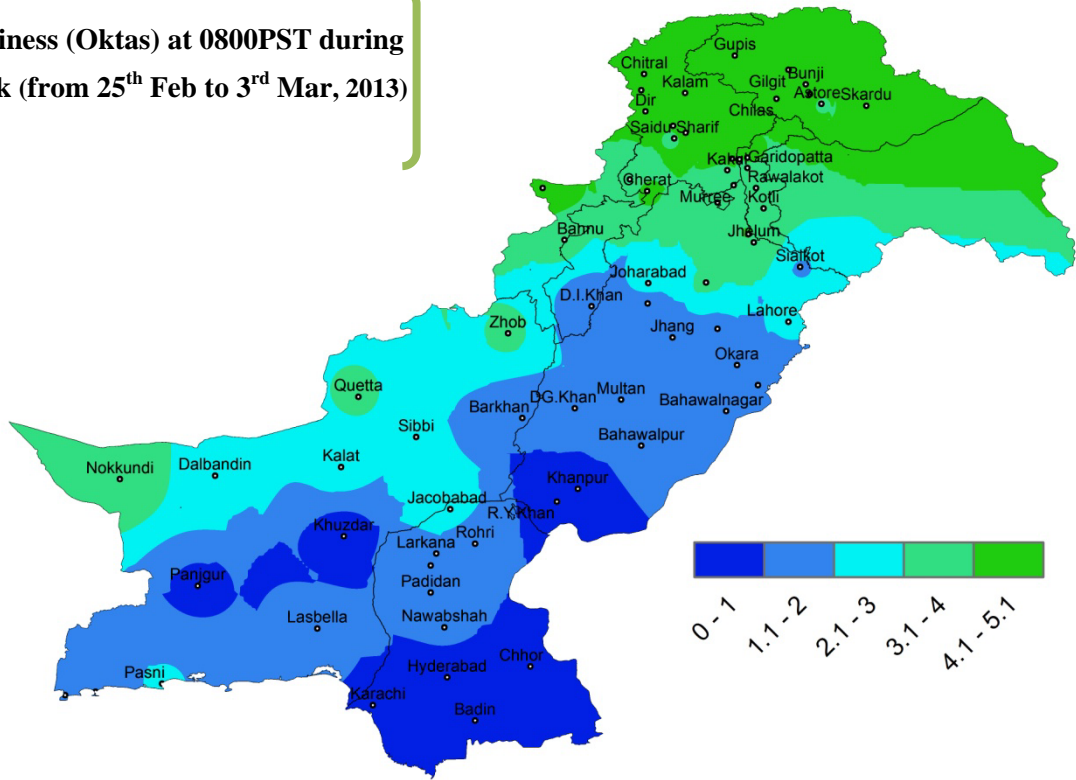 iness (Oktas) at 0800PST during
k (from 25th Feb to 3rd Mar, 2013)
Gupis
Chitral
Bunji
Kalam
Gilgit
Dir
Astore
Skardu
Chilas
Saidu Sharif
Kakul
Garidopatta
Cherat
Rawalakot
Murree
Kotli
Bannu
Jhelum
Sialkot
Joharabad
D.I.Khan
Lahore
Zhob
Jhang
Okara
Quetta
Multan
DG.Khan
Barkhan
Bahawalnagar
Sibbi
Bahawalpur
Nokkundi
Dalbandin
Kalat
Khanpur
Jacobabad
R.Y.Khan
Khuzdar
Rohri
Larkana
Panjgur
Padidan
Lasbella
Nawabshah
Pasni
Hyderabad
Chhor
Karachi
Badin
0 - 1
1.1 - 2
2.1 - 3
3.1 - 4
4.1 - 5.1